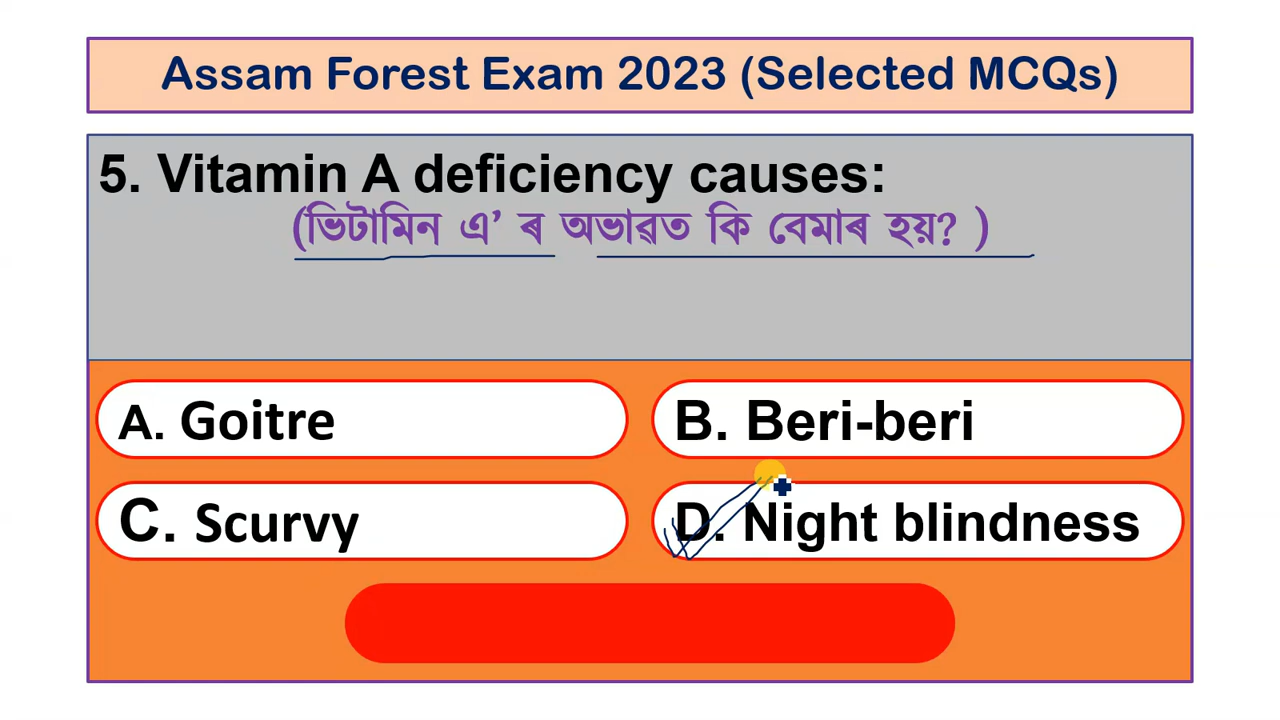 Assam Forest Exam 2023 (Selected MCQs)
5. Vitamin A deficiency causes:
(ভিটামিন এ’ ৰ অভাৱত কি বেমাৰ হয়? )
A. Goitre
B. Beri-beri
C. Scurvy
D. Night blindness